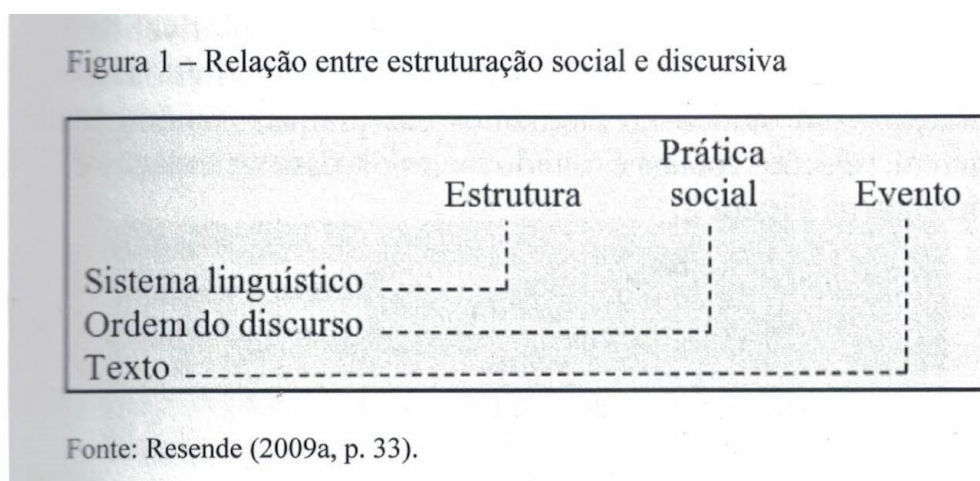 Figura 1 – Relação entre estruturação social e discursiva
Prática
Estrutura social Evento
Sistema linguístico
Ordem do discurso
Texto
Fonte: Resende (2009a, p. 33).